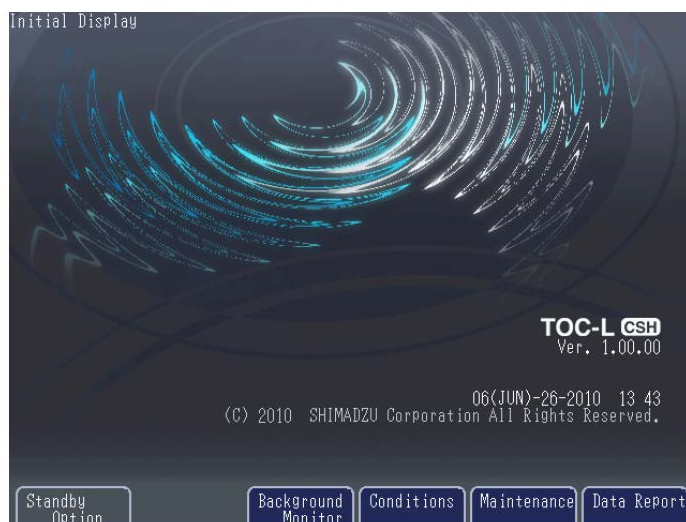 Initial Display
TOC-L CSH
Ver. 1.00.00
06(JUN)-26-2010 13 43
(C) 2010 SHIMADZU Corporation All Rights Reserved.
Standby
Option
Background
Monitor
Conditions
Maintenance
Data Report